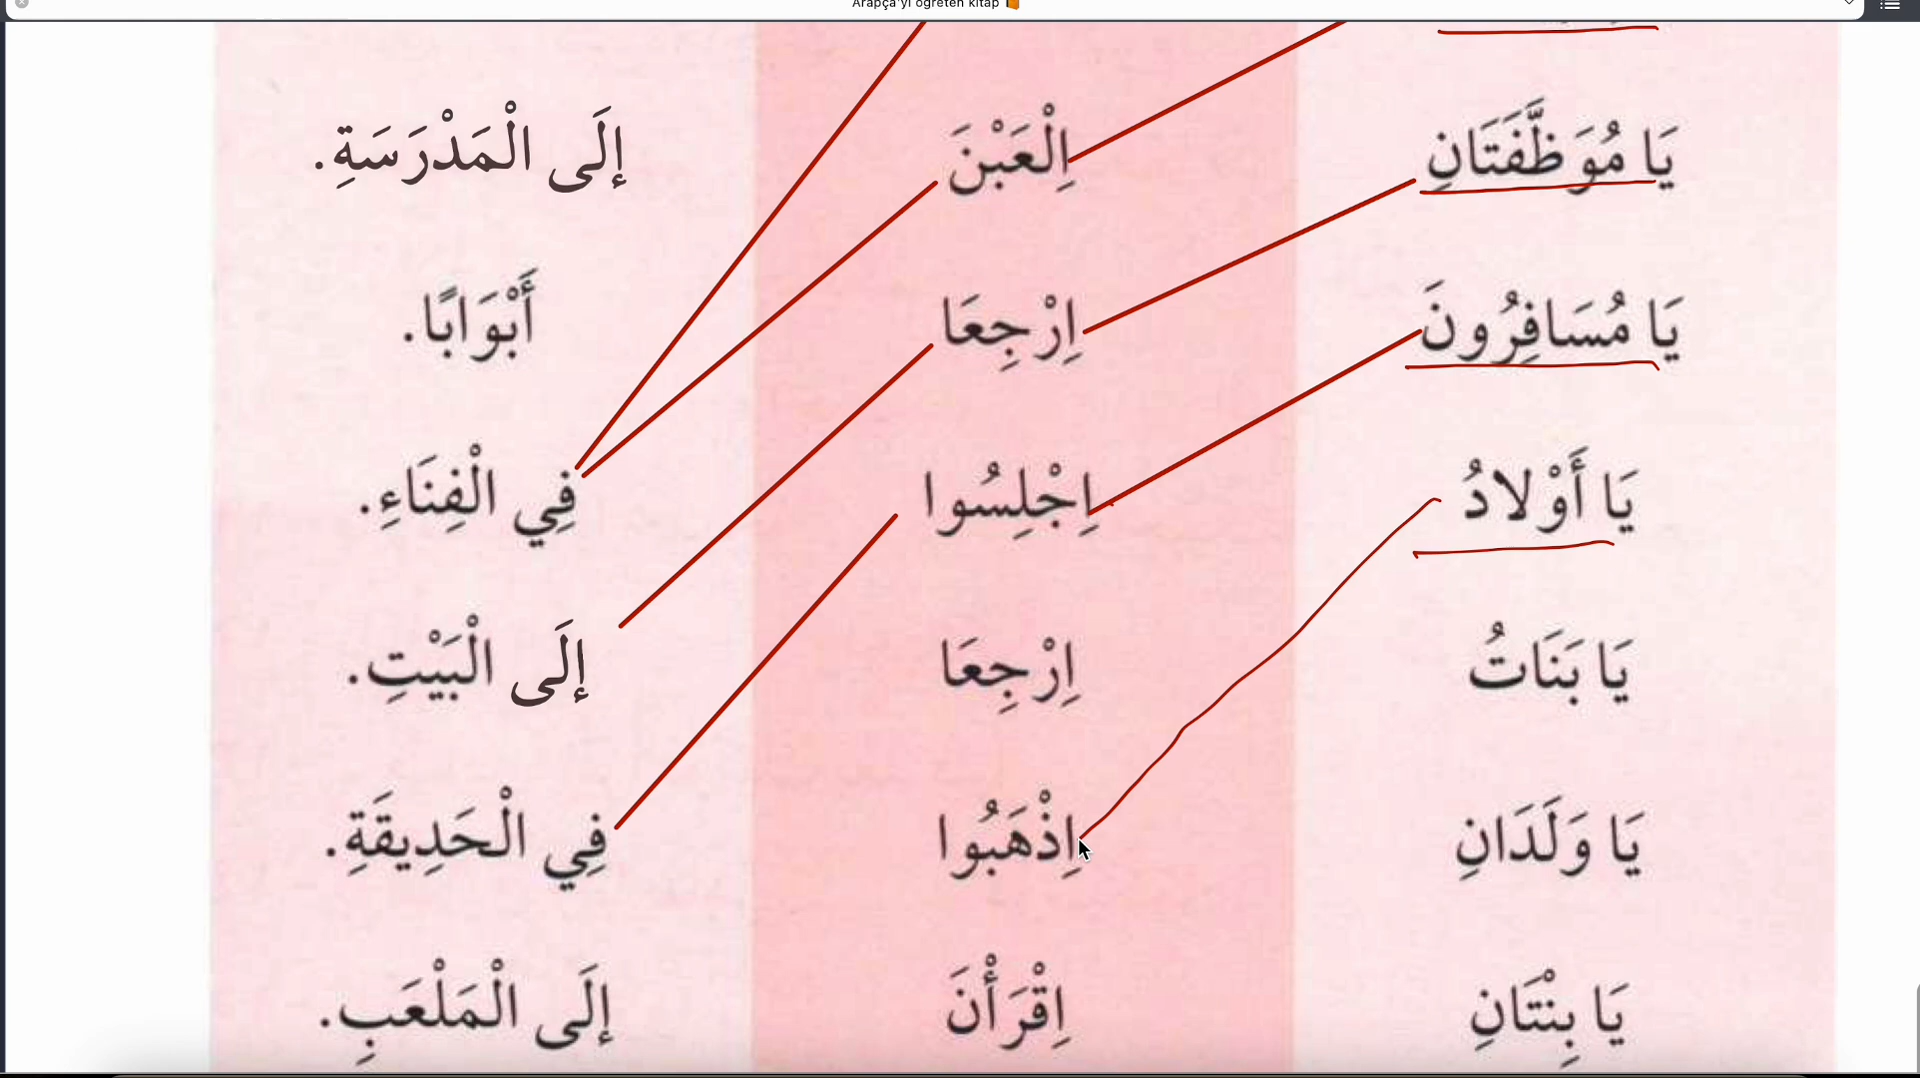 Arapça'yı öğreten kitap
يَا مُوَظَّفَتَانِ اِلْعَبْنَ إِلَى الْمَدْرَسَةِ.
يَا مُسَافِرُونَ اِرْجِعَا أَبْوَابًا.
يَا أَوْلادُ اِجْلِسُوا فِي الْفِنَاءِ.
يَا بَنَاتُ اِرْجِعَا إِلَى الْبَيْتِ.
يَا وَلَدَانِ اِذْهَبُوا فِي الْحَدِيقَةِ.
يَا بِنْتَانِ اِقْرَأْنَ إِلَى الْمَلْعَبِ.